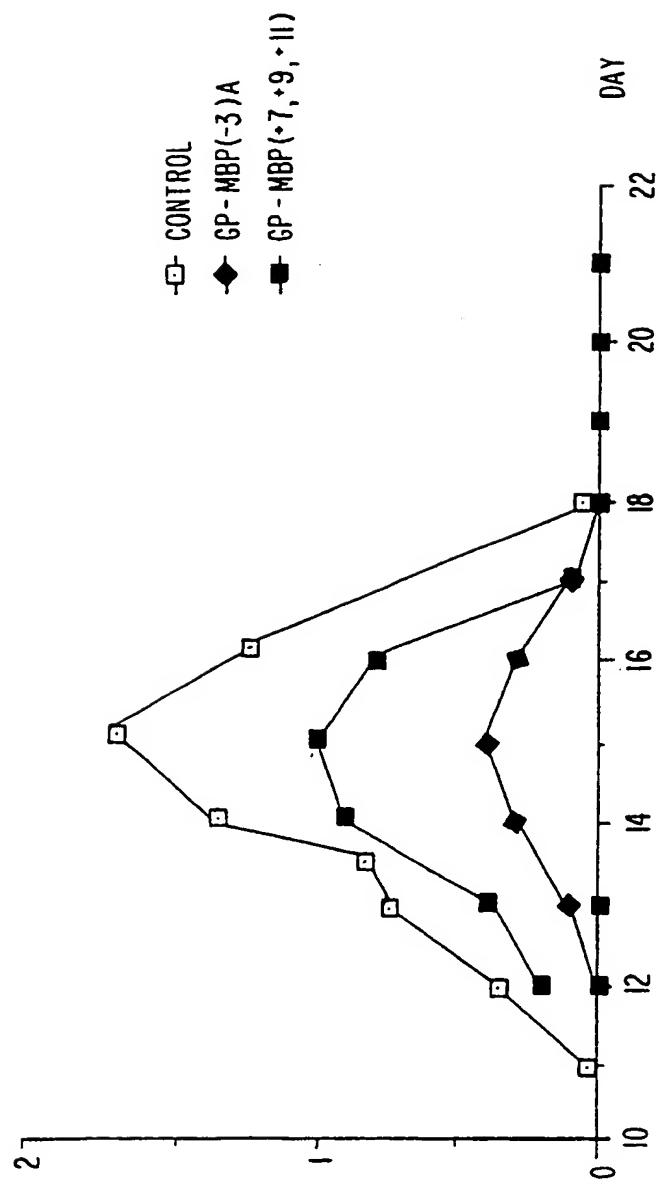 2
1
0
10
12
14
16
18
20
22
DAY
CONTROL
GP-MBP(-3)A
GP-MBP(+7,+9,+11)